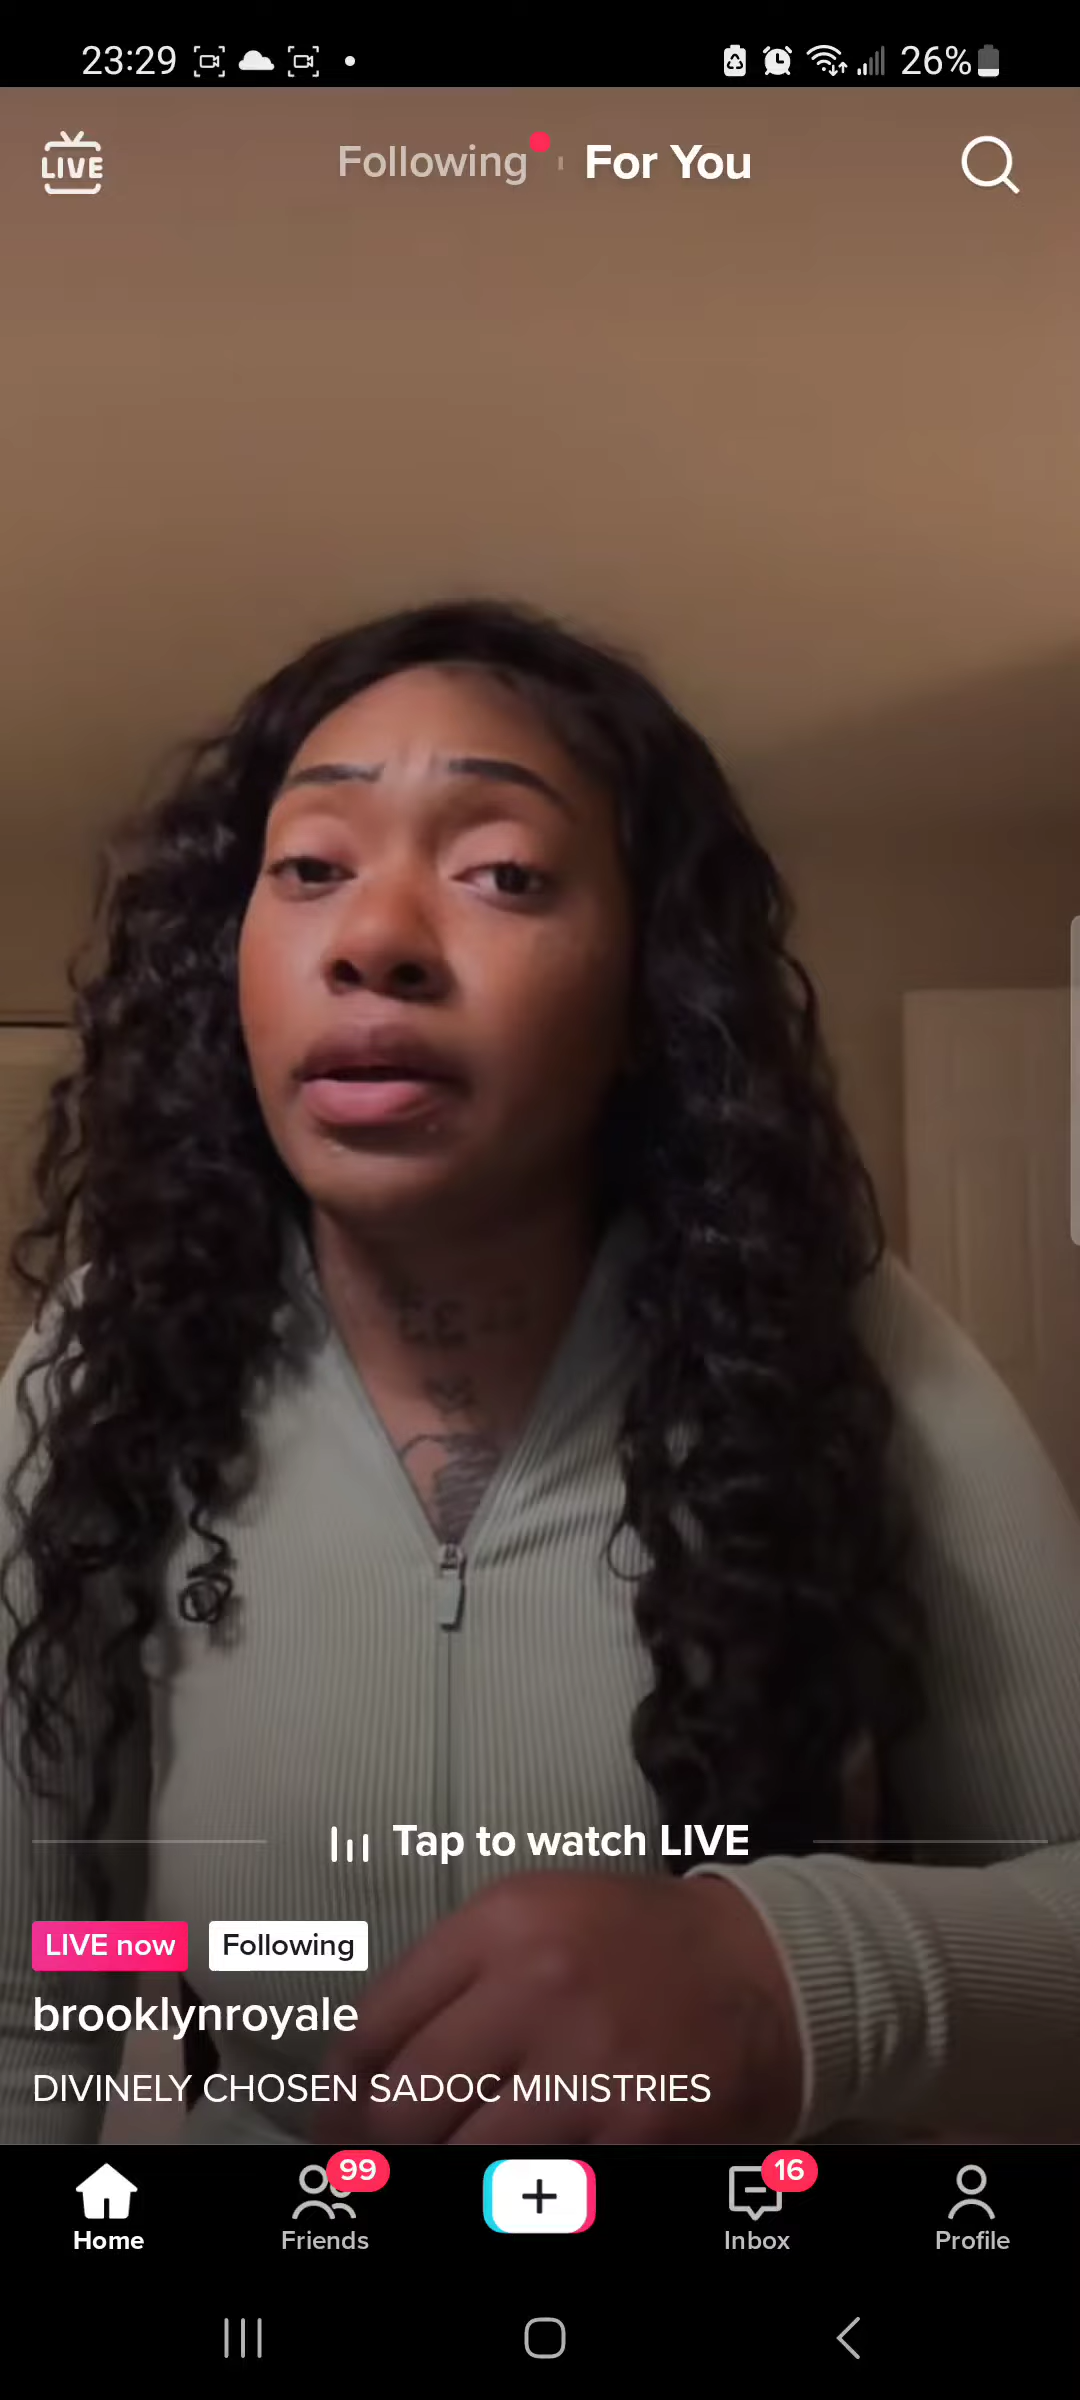 23:29 26%
LIVE Following For You
Tap to watch LIVE
LIVE now Following
brooklynroyale
DIVINELY CHOSEN SADOC MINISTRIES
99 16
Home Friends Inbox Profile